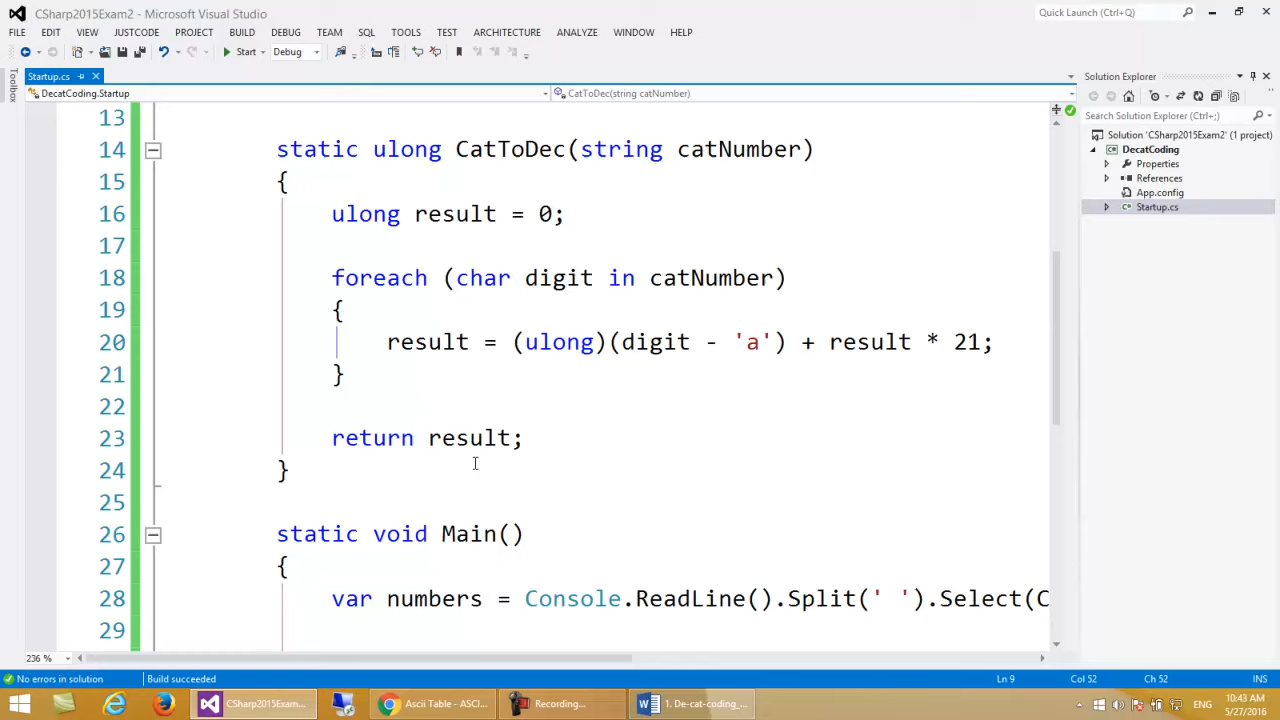 CSharp2015Exam2 - Microsoft Visual Studio
Quick Launch (Ctrl+Q)
FILE EDIT VIEW JUSTCODE PROJECT BUILD DEBUG TEAM SQL TOOLS TEST ARCHITECTURE ANALYZE WINDOW HELP
Start Debug
Toolbox
Startup.cs
DecatCoding.Startup
CatToDec(string catNumber)
13
14 static ulong CatToDec(string catNumber)
15 {
16 ulong result = 0;
17
18 foreach (char digit in catNumber)
19 {
20 result = (ulong)(digit - 'a') + result * 21;
21 }
22
23 return result;
24 }
25
26 static void Main()
27 {
28 var numbers = Console.ReadLine().Split(' ').Select(C
29
236 %
Solution Explorer
Search Solution Explorer (Ctrl+;)
Solution 'CSharp2015Exam2' (1 project)
DecatCoding
Properties
References
App.config
Startup.cs
No errors in solution
Build succeeded
Ln 9
Col 52
Ch 52
INS
CSharp2015Exam...
Ascii Table - ASCI...
Recording...
1. De-cat-coding_...
ENG
10:43 AM
5/27/2016